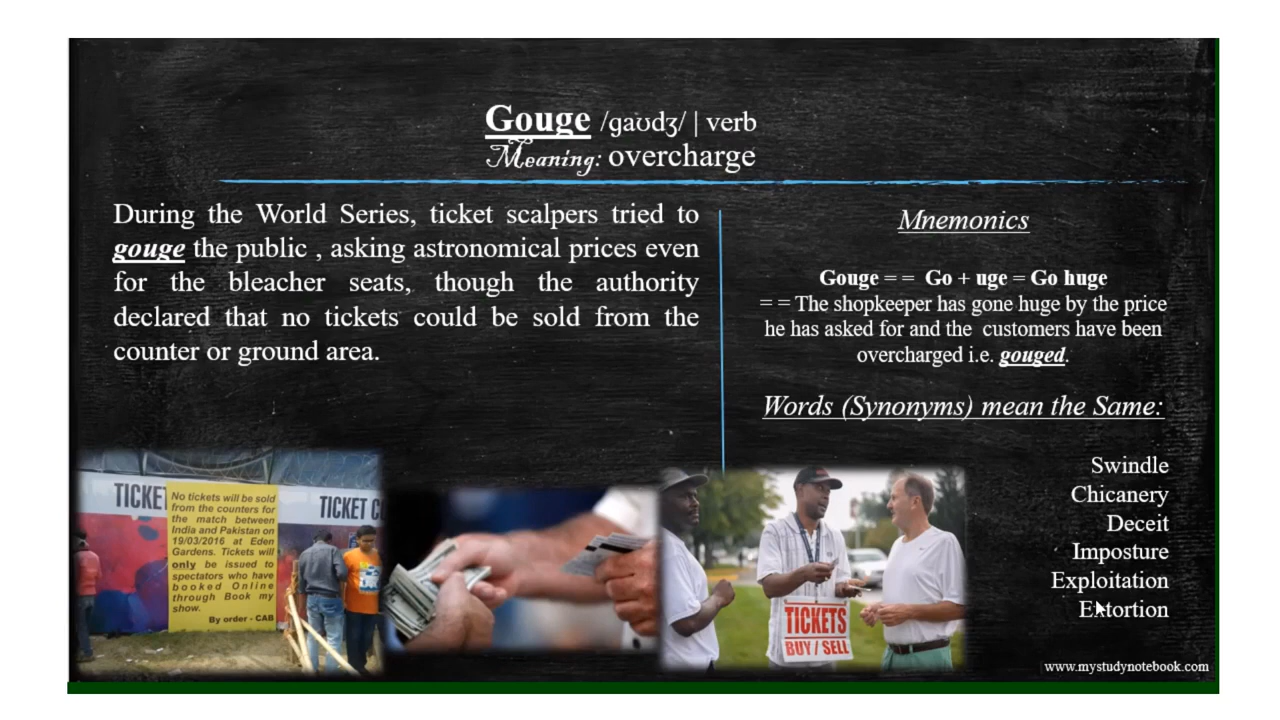 Gouge /ɡaʊdʒ/ | verb
Meaning: overcharge
During the World Series, ticket scalpers tried to
gouge the public , asking astronomical prices even
for the bleacher seats, though the authority
declared that no tickets could be sold from the
counter or ground area.
Mnemonics
Gouge = = Go + uge = Go huge
= = The shopkeeper has gone huge by the price
he has asked for and the customers have been
overcharged i.e. gouged.
Words (Synonyms) mean the Same:
Swindle
Chicanery
Deceit
Imposture
Exploitation
Extortion
TICKET
No tickets will be sold
from the counters for
the match between
India and Pakistan on
19/03/2016 at Eden
Gardens. Tickets will
only be issued to
spectators who have
booked Online
through Book my
show.
By order - CAB
TICKET C
TICKETS
BUY / SELL
www.mystudynotebook.com